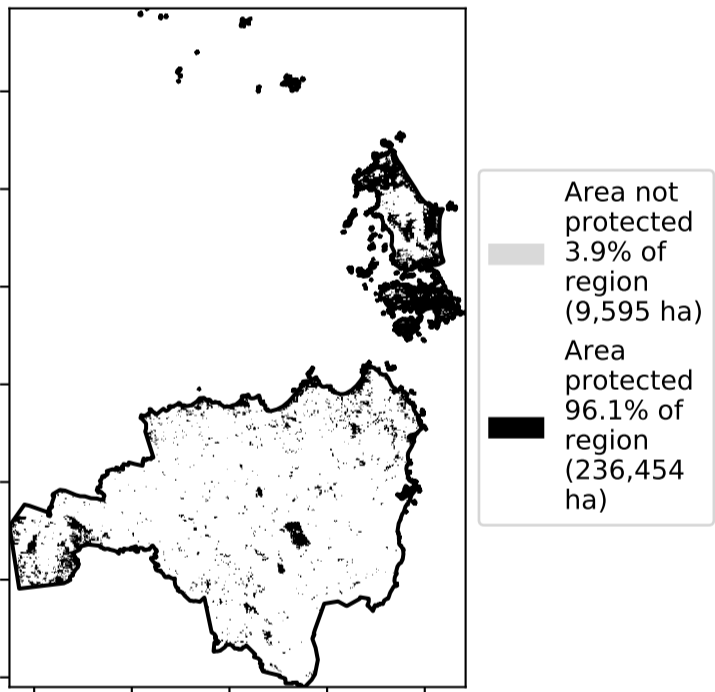 Area not
protected
3.9% of
region
(9,595 ha)
Area
protected
96.1% of
region
(236,454
ha)